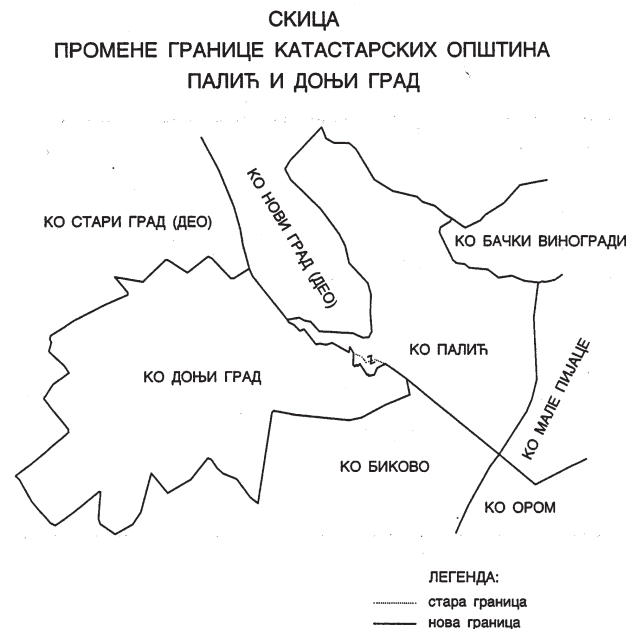 СКИЦА
ПРОМЕНЕ ГРАНИЦЕ КАТАСТАРСКИХ ОПШТИНА
ПАЛИЋ И ДОЊИ ГРАД
КО НОВИ ГРАД (ДЕО)
КО СТАРИ ГРАД (ДЕО)
КО БАЧКИ ВИНОГРАДИ
КО ПАЛИЋ
КО ДОЊИ ГРАД
КО МАЛЕ ПИЈАЦЕ
КО БИКОВО
КО ОРОМ
ЛЕГЕНДА:
стара граница
нова граница